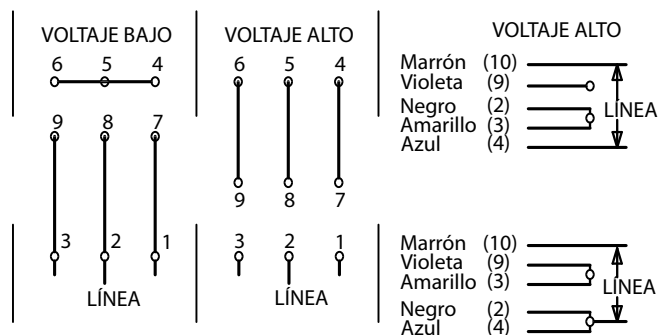 VOLTAJE BAJO
6 5 4
9 8 7
3 2 1
LÍNEA
VOLTAJE ALTO
6 5 4
9 8 7
3 2 1
LÍNEA
VOLTAJE ALTO
Marrón (10)
Violeta (9)
Negro (2)
Amarillo (3)
Azul (4)
LÍNEA
Marrón (10)
Violeta (9)
Amarillo (3)
Negro (2)
Azul (4)
LÍNEA